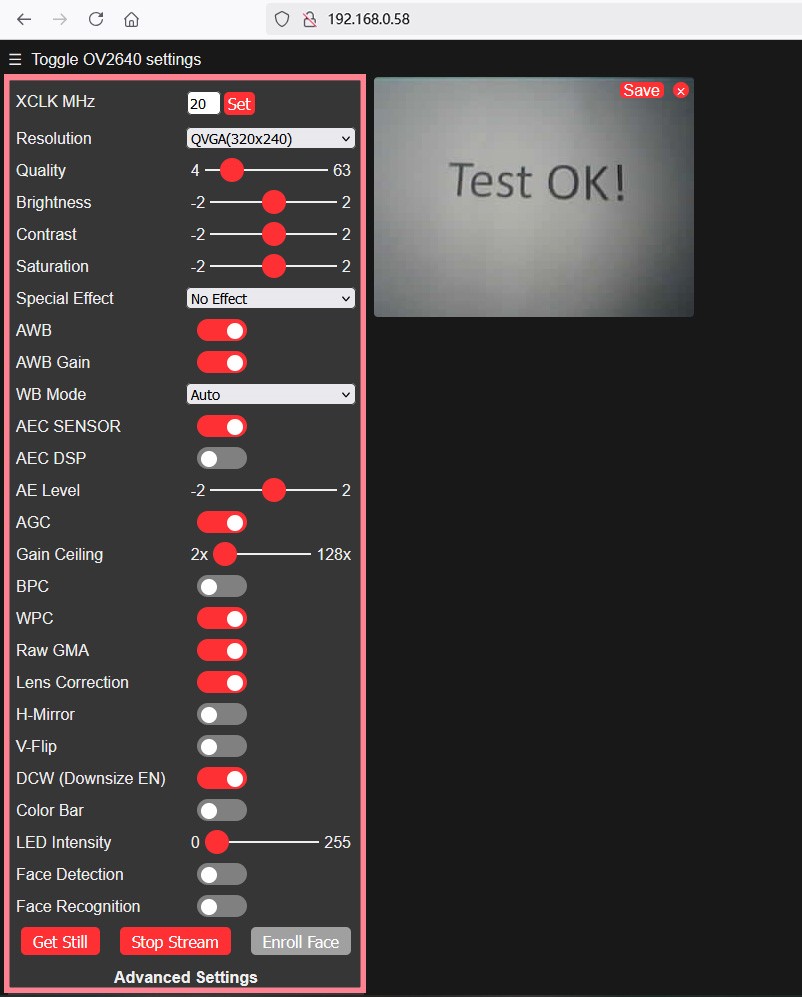 192.168.0.58
☰ Toggle OV2640 settings
XCLK MHz 20 Set
Resolution QVGA(320x240)
Quality 4 63
Brightness -2 2
Contrast -2 2
Saturation -2 2
Special Effect No Effect
AWB
AWB Gain
WB Mode Auto
AEC SENSOR
AEC DSP
AE Level -2 2
AGC
Gain Ceiling 2x 128x
BPC
WPC
Raw GMA
Lens Correction
H-Mirror
V-Flip
DCW (Downsize EN)
Color Bar
LED Intensity 0 255
Face Detection
Face Recognition
Get Still Stop Stream Enroll Face
Advanced Settings
Save ×
Test OK!